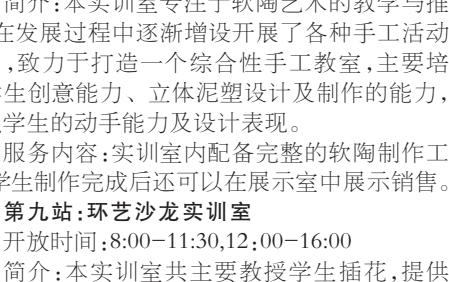 简介:本实训室专注于软陶艺术的教学与推
在发展过程中逐渐增设开展了各种手工活动
,致力于打造一个综合性手工教室,主要培
学生创意能力、立体泥塑设计及制作的能力,
学生的动手能力及设计表现。
服务内容:实训室内配备完整的软陶制作工
学生制作完成后还可以在展示室中展示销售。
第九站:环艺沙龙实训室
开放时间:8:00-11:30,12:00-16:00
简介:本实训室共主要教授学生插花,提供